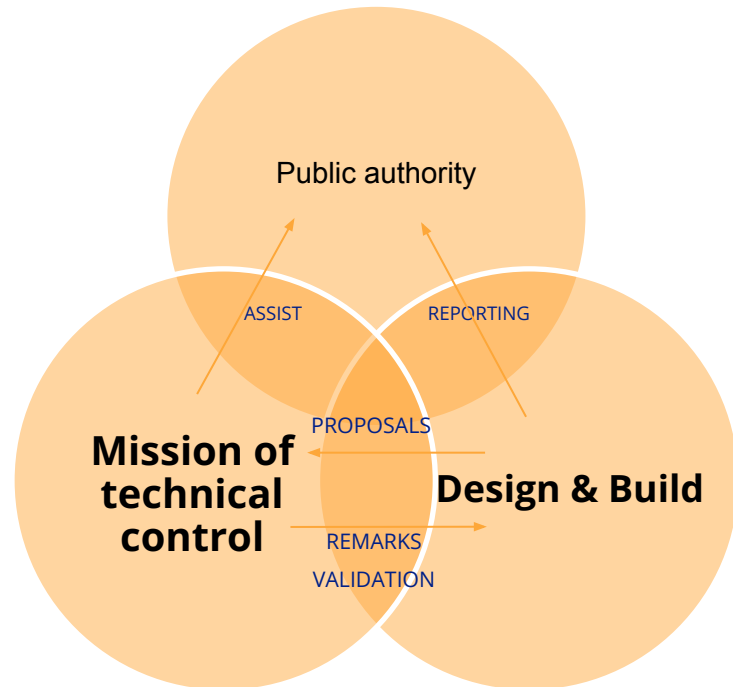 Public authority
ASSIST
REPORTING
PROPOSALS
Mission of
technical
control
Design & Build
REMARKS
VALIDATION